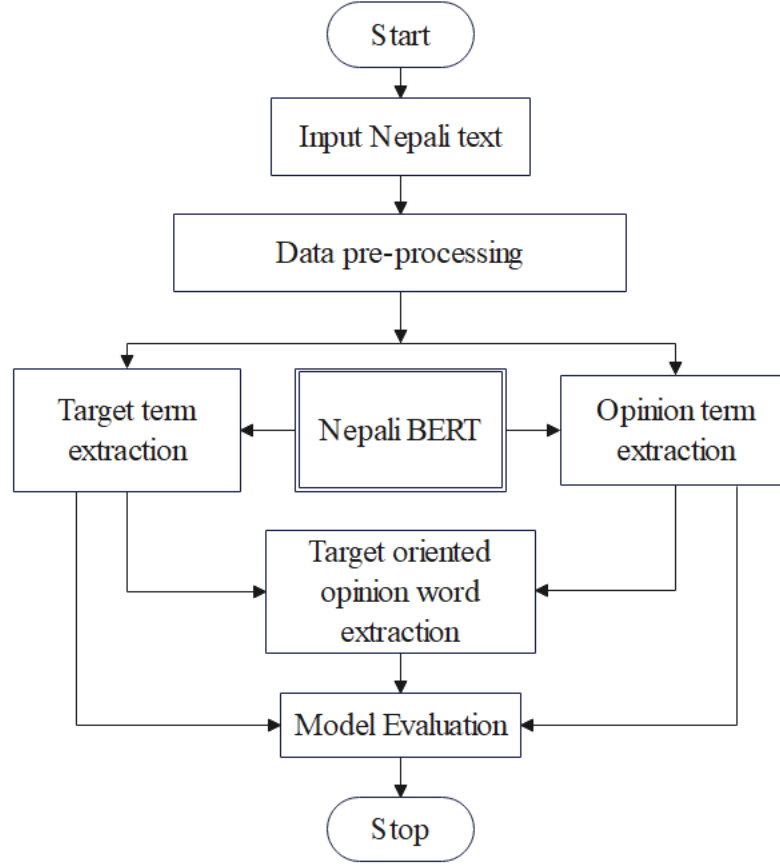 Start
Input Nepali text
Data pre-processing
Target term
extraction
Nepali BERT
Opinion term
extraction
Target oriented
opinion word
extraction
Model Evaluation
Stop